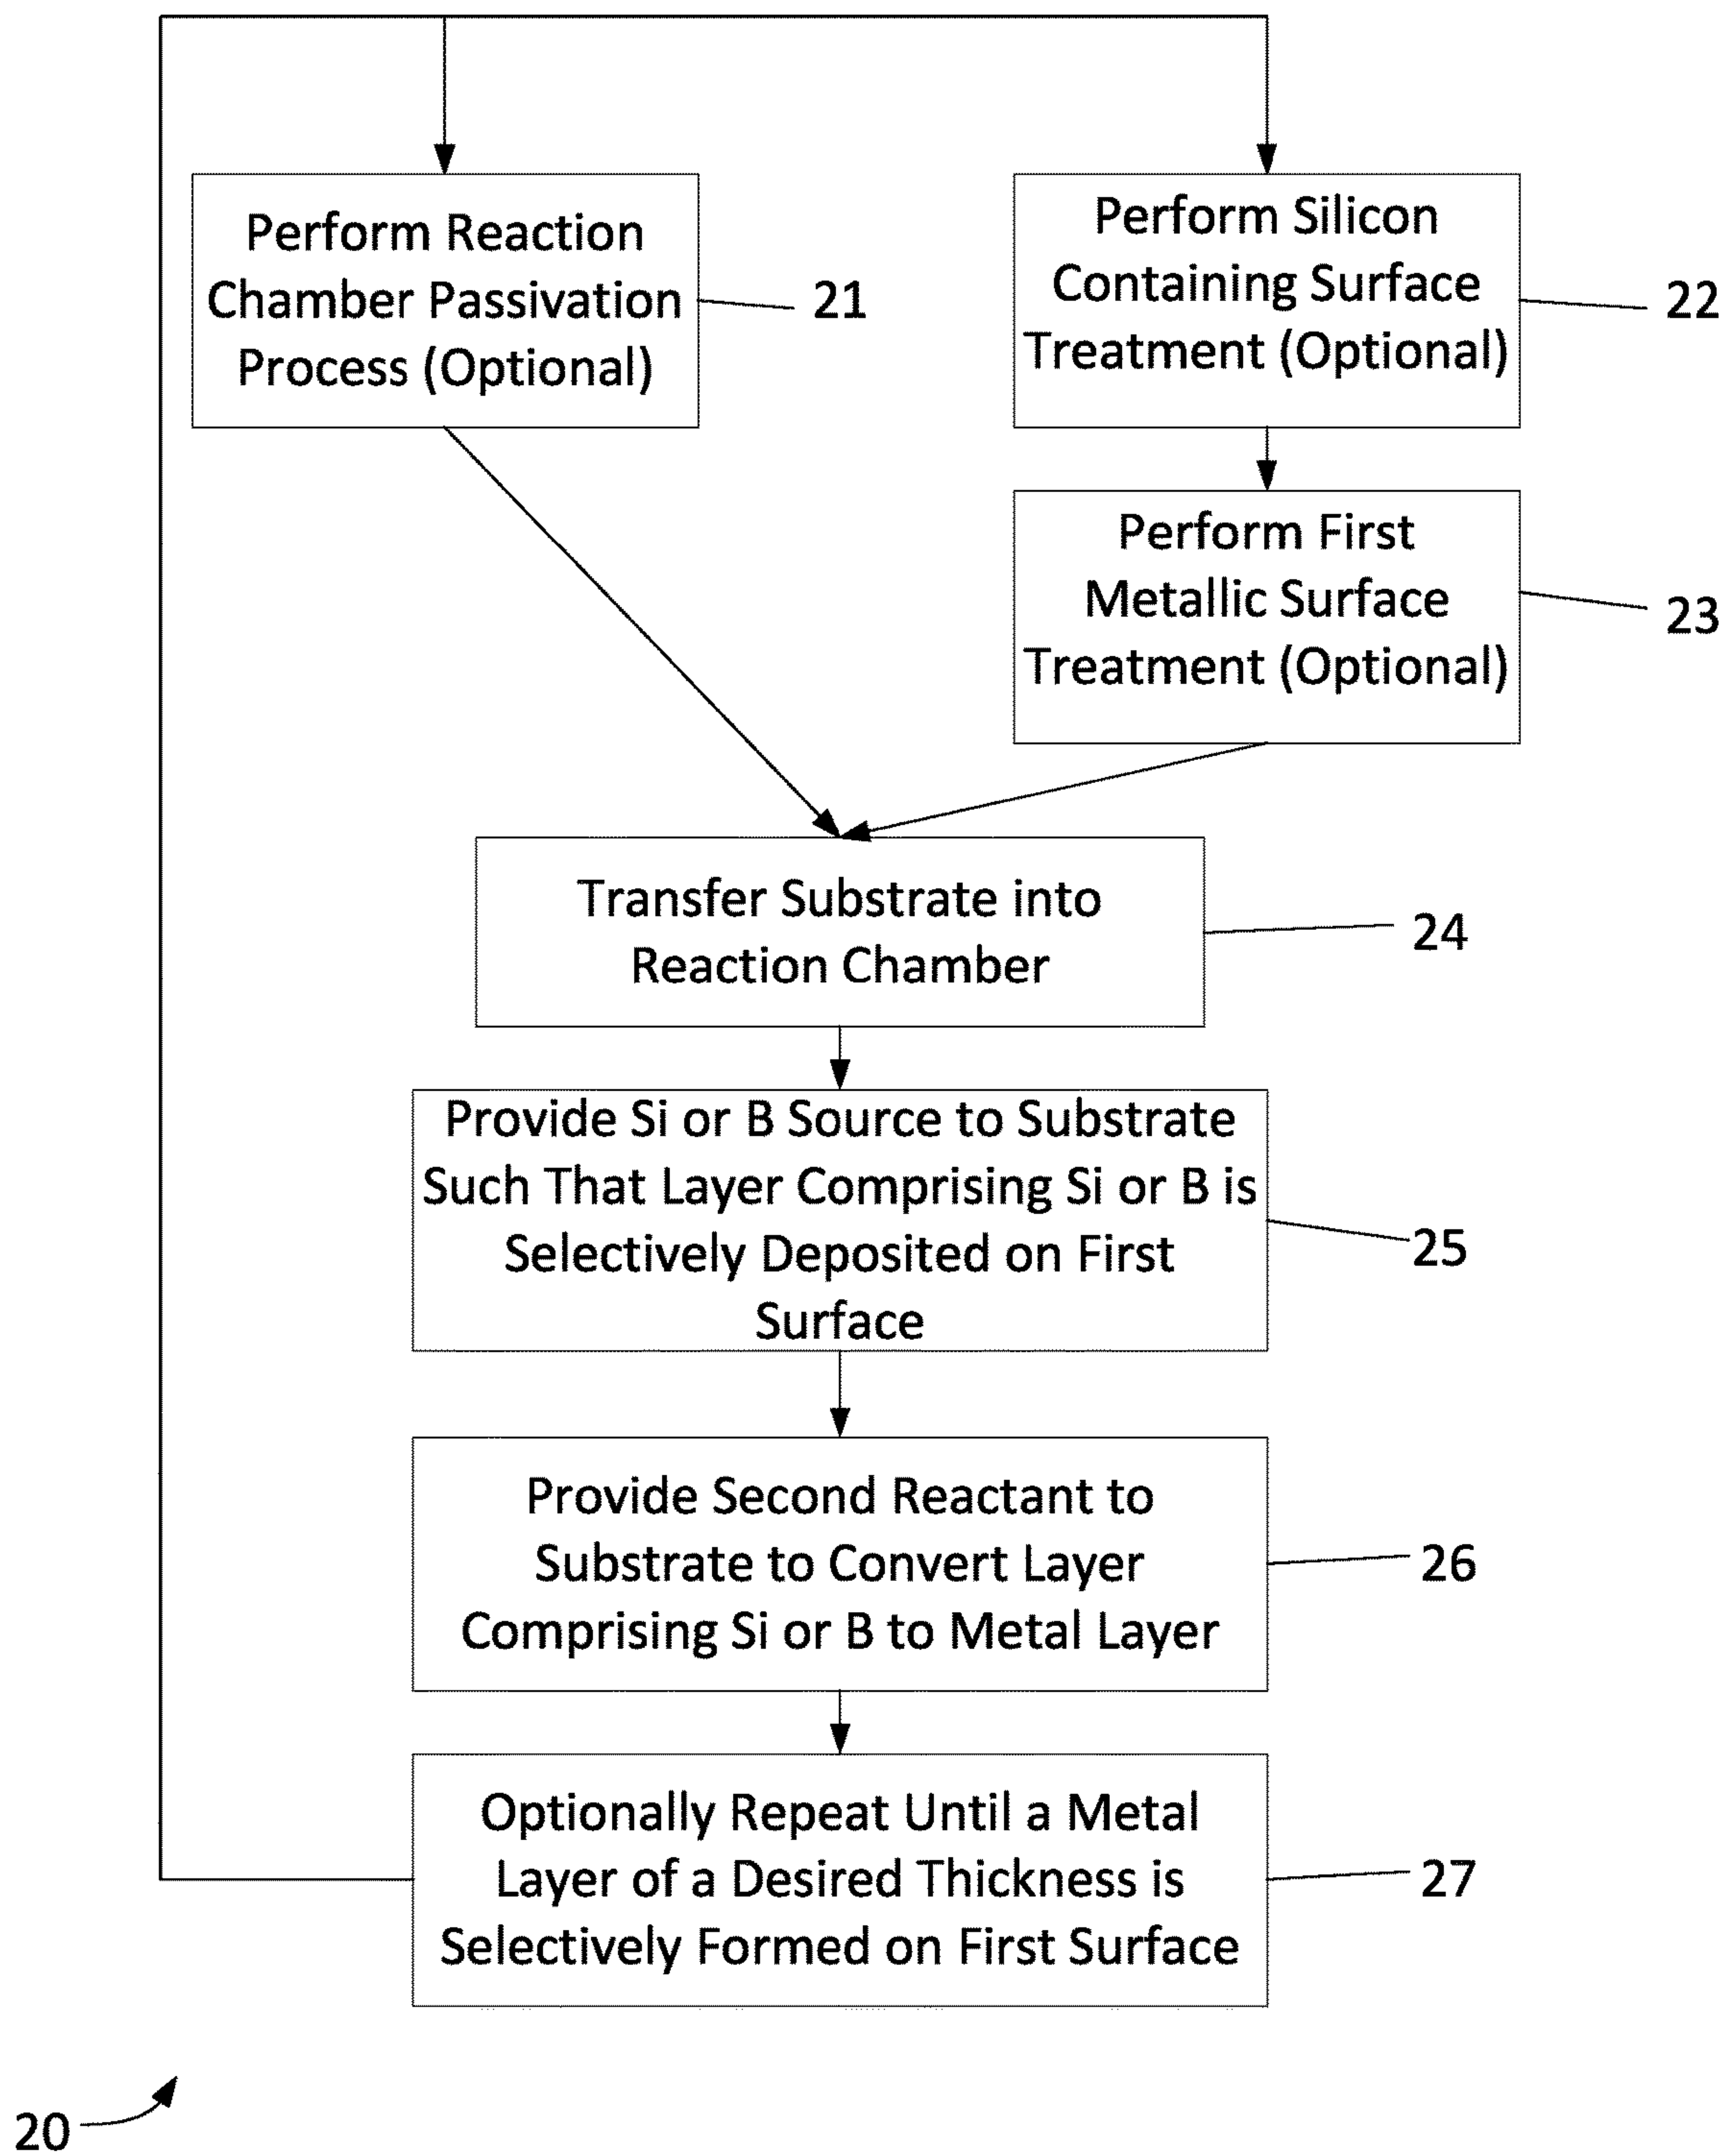 Perform Reaction
Chamber Passivation
Process (Optional)
21
Perform Silicon
Containing Surface
Treatment (Optional)
22
Perform First
Metallic Surface
Treatment (Optional)
23
Transfer Substrate into
Reaction Chamber
24
Provide Si or B Source to Substrate
Such That Layer Comprising Si or B is
Selectively Deposited on First
Surface
25
Provide Second Reactant to
Substrate to Convert Layer
Comprising Si or B to Metal Layer
26
Optionally Repeat Until a Metal
Layer of a Desired Thickness is
Selectively Formed on First Surface
27
20